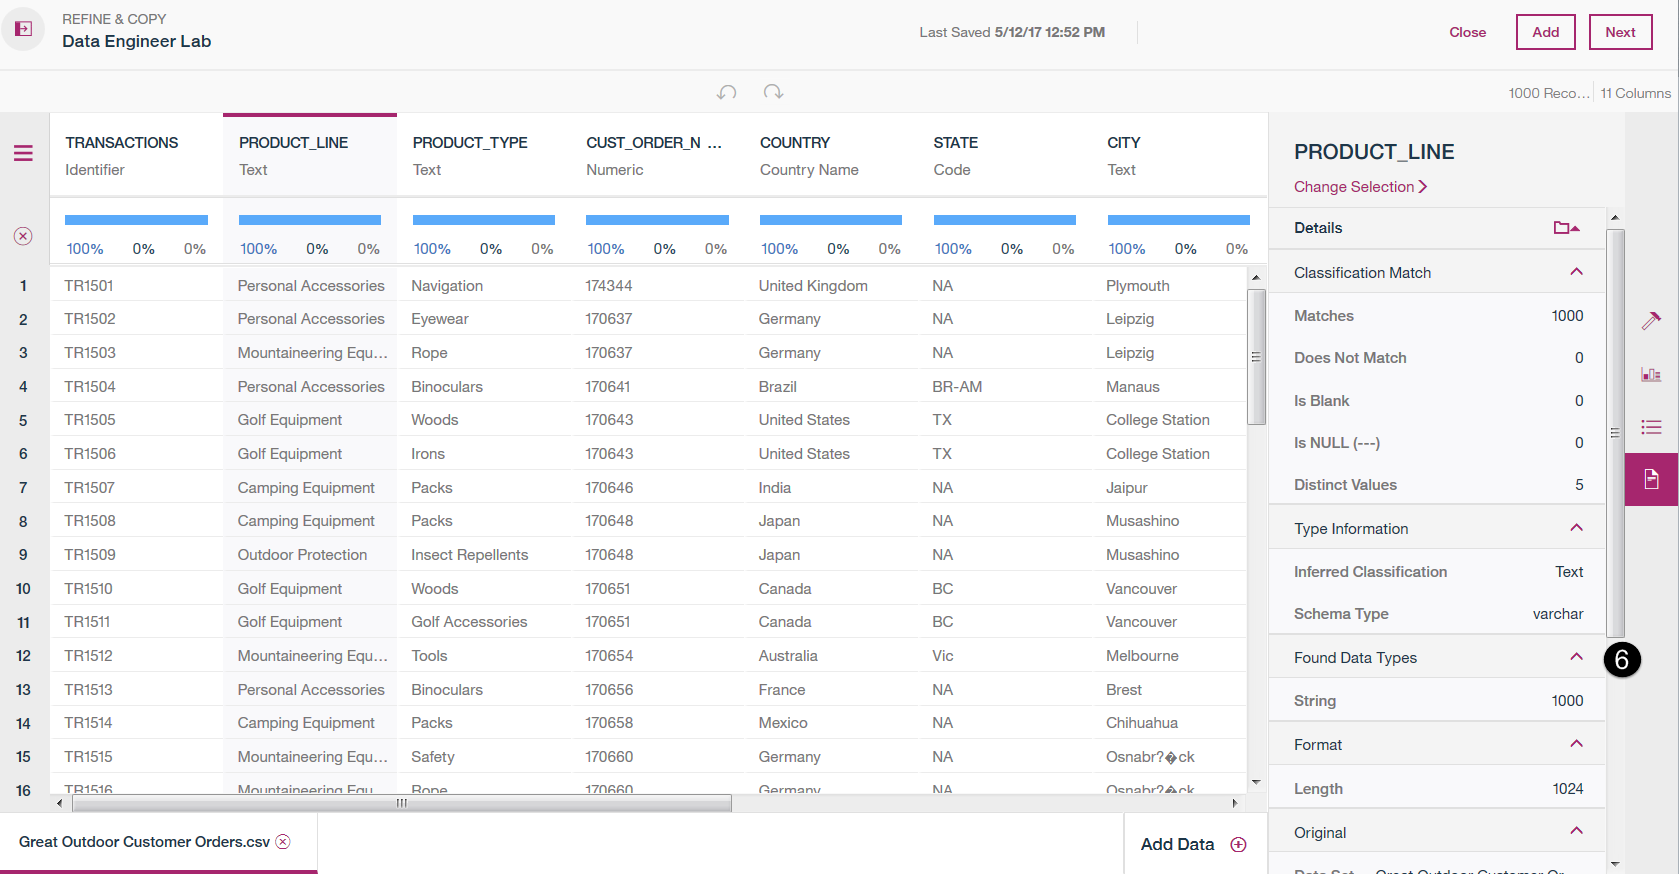 REFINE & COPY
Data Engineer Lab
Last Saved 5/12/17 12:52 PM
Close Add Next
1000 Reco... 11 Columns
TRANSACTIONS PRODUCT_LINE PRODUCT_TYPE CUST_ORDER_N ... COUNTRY STATE CITY
Identifier Text Text Numeric Country Name Code Text
100% 0% 0% 100% 0% 0% 100% 0% 0% 100% 0% 0% 100% 0% 0% 100% 0% 0% 100% 0% 0%
1 TR1501 Personal Accessories Navigation 174344 United Kingdom NA Plymouth
2 TR1502 Personal Accessories Eyewear 170637 Germany NA Leipzig
3 TR1503 Mountaineering Equ... Rope 170637 Germany NA Leipzig
4 TR1504 Personal Accessories Binoculars 170641 Brazil BR-AM Manaus
5 TR1505 Golf Equipment Woods 170643 United States TX College Station
6 TR1506 Golf Equipment Irons 170643 United States TX College Station
7 TR1507 Camping Equipment Packs 170646 India NA Jaipur
8 TR1508 Camping Equipment Packs 170648 Japan NA Musashino
9 TR1509 Outdoor Protection Insect Repellents 170648 Japan NA Musashino
10 TR1510 Golf Equipment Woods 170651 Canada BC Vancouver
11 TR1511 Golf Equipment Golf Accessories 170651 Canada BC Vancouver
12 TR1512 Mountaineering Equ... Tools 170654 Australia Vic Melbourne
13 TR1513 Personal Accessories Binoculars 170656 France NA Brest
14 TR1514 Camping Equipment Packs 170658 Mexico NA Chihuahua
15 TR1515 Mountaineering Equ... Safety 170660 Germany NA Osnabr?�ck
16 TR1516 Mountaineering Equ... Rope 170660 Germany NA Osnabr?�ck
Great Outdoor Customer Orders.csv
Add Data
PRODUCT_LINE
Change Selection
Details
Classification Match
Matches 1000
Does Not Match 0
Is Blank 0
Is NULL (---) 0
Distinct Values 5
Type Information
Inferred Classification Text
Schema Type varchar
Found Data Types
6
String 1000
Format
Length 1024
Original
Data Set Great Outdoor Customer Or...